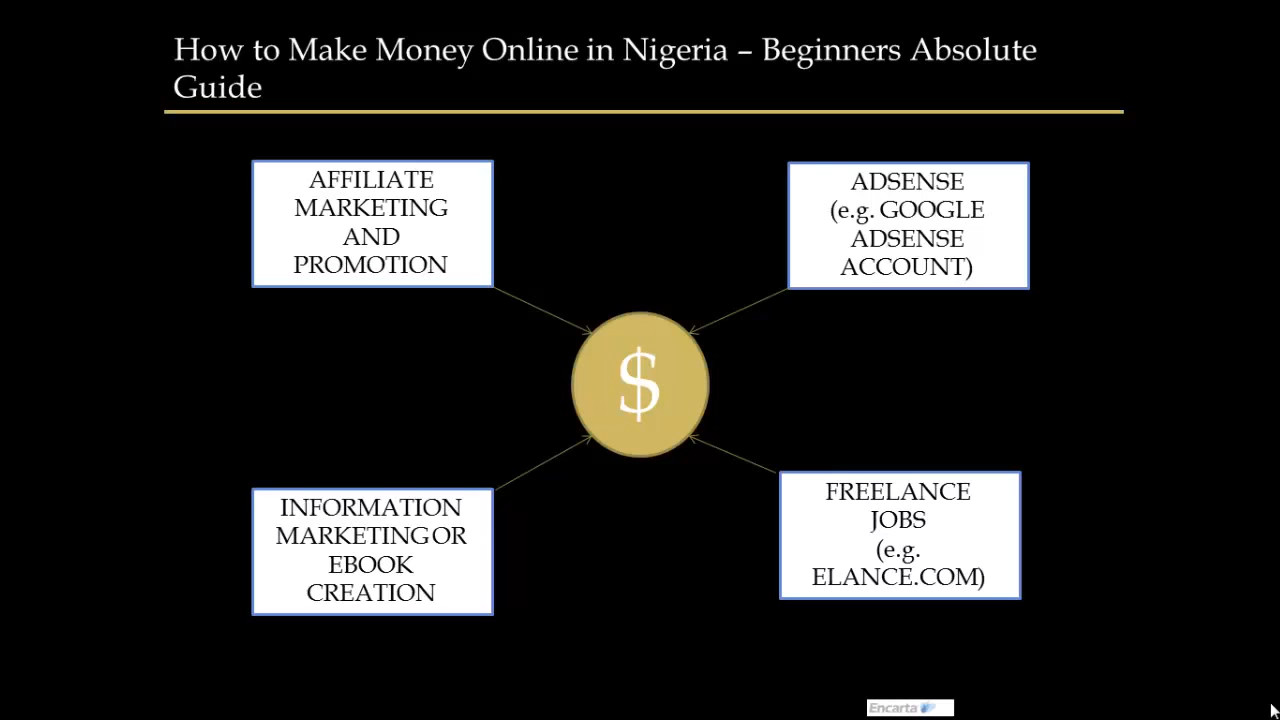 How to Make Money Online in Nigeria – Beginners Absolute
Guide
AFFILIATE
MARKETING
AND
PROMOTION
ADSENSE
(e.g. GOOGLE
ADSENSE
ACCOUNT)
$
INFORMATION
MARKETING OR
EBOOK
CREATION
FREELANCE
JOBS
(e.g.
ELANCE.COM)
Encarta